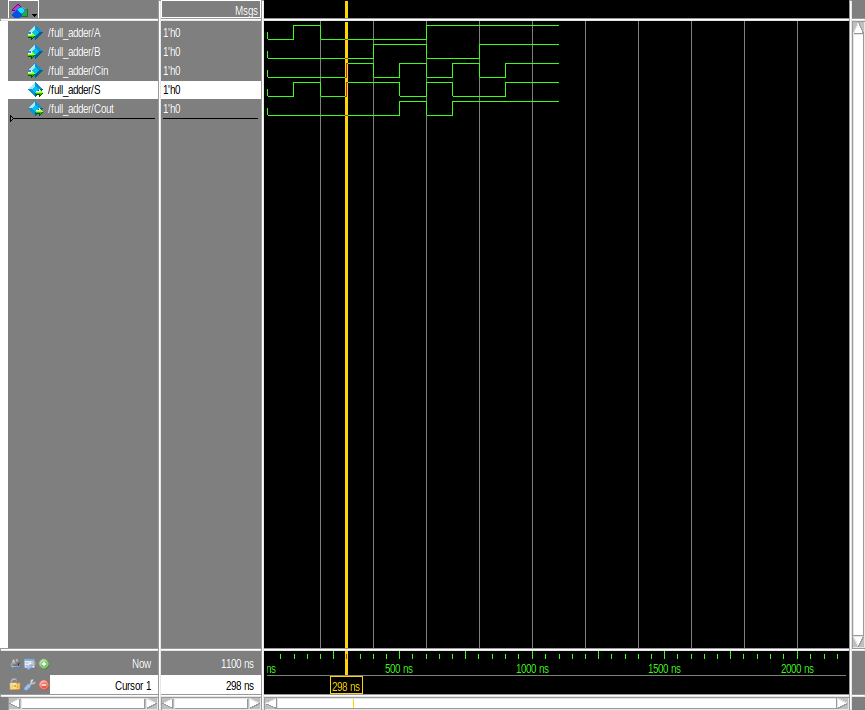 Msgs
/full_adder/A 1'h0
/full_adder/B 1'h0
/full_adder/Cin 1'h0
/full_adder/S 1'h0
/full_adder/Cout 1'h0
Now 1100 ns ns 500 ns 1000 ns 1500 ns 2000 ns
Cursor 1 298 ns 298 ns